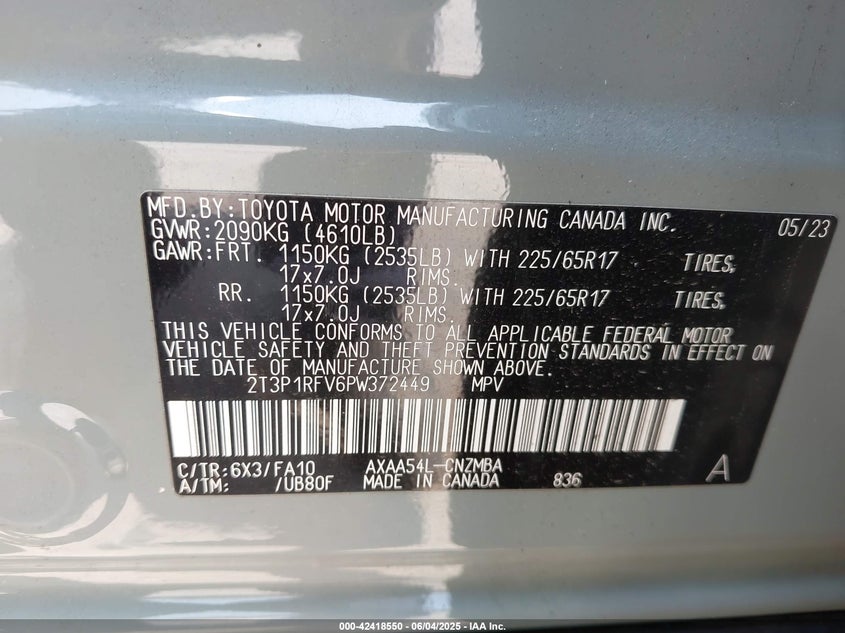 MFD.BY:TOYOTA MOTOR MANUFACTURING CANADA INC. 05/23
GVWR:2090KG (4610LB)
GAWR:FRT. 1150KG (2535LB) WITH 225/65R17 TIRES,
17x7.0J RIMS.
RR. 1150KG (2535LB) WITH 225/65R17 TIRES,
17x7.0J RIMS.
THIS VEHICLE CONFORMS TO ALL APPLICABLE FEDERAL MOTOR
VEHICLE SAFETY AND THEFT PREVENTION STANDARDS IN EFFECT ON
THE DATE OF MANUFACTURE SHOWN ABOVE.
2T3P1RFV6PW372449 MPV
C/TR:6X3/FA10 AXAA54L-CNZMBA A
A/TM: /UB80F MADE IN CANADA 836
000-42418550 - 06/04/2025 - IAA Inc.